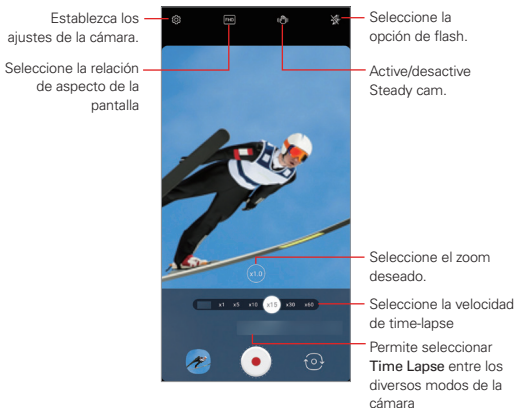 Establezca los
ajustes de la cámara.
Seleccione la relación
de aspecto de la
pantalla
FHD
Seleccione la
opción de flash.
Active/desactive
Steady cam.
x1.0
Seleccione el zoom
deseado.
x1 x5 x10 x15 x30 x60
Seleccione la velocidad
de time-lapse
Permite seleccionar
Time Lapse entre los
diversos modos de la
cámara